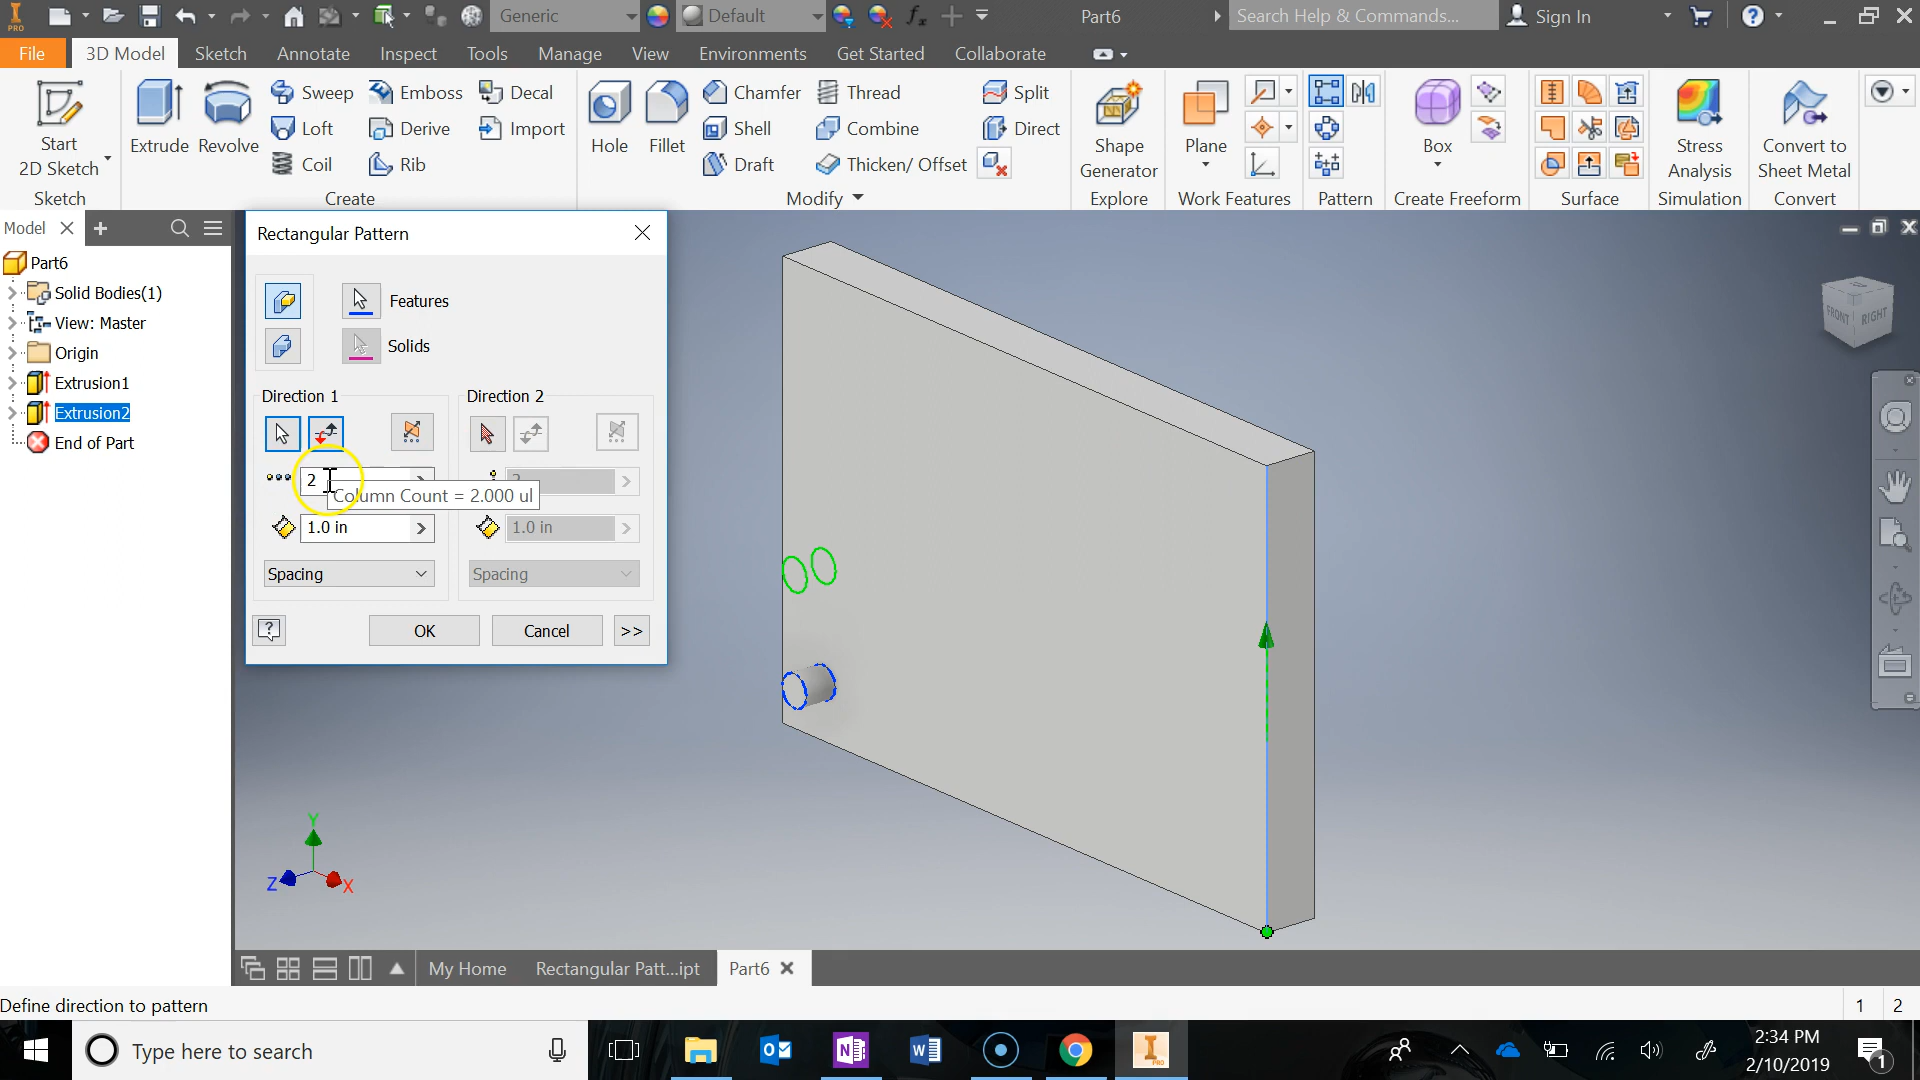 PRO
Generic
Default
Part6
Search Help & Commands...
Sign In
File
3D Model
Sketch
Annotate
Inspect
Tools
Manage
View
Environments
Get Started
Collaborate
Start
2D Sketch
Extrude
Revolve
Sweep
Loft
Coil
Emboss
Derive
Rib
Decal
Import
Hole
Fillet
Chamfer
Shell
Draft
Thread
Combine
Thicken/ Offset
Split
Direct
Shape
Generator
Plane
Box
Stress
Analysis
Convert to
Sheet Metal
Sketch
Create
Modify
Explore
Work Features
Pattern
Create Freeform
Surface
Simulation
Convert
Model
Part6
Solid Bodies(1)
View: Master
Origin
Extrusion1
Extrusion2
End of Part
Rectangular Pattern
Features
Solids
Direction 1
Direction 2
2
Column Count = 2.000 ul
1.0 in
1.0 in
Spacing
Spacing
OK
Cancel
>>
FRONT
RIGHT
Y
Z
X
My Home
Rectangular Patt...ipt
Part6
Define direction to pattern
1
2
Type here to search
2:34 PM
2/10/2019
1